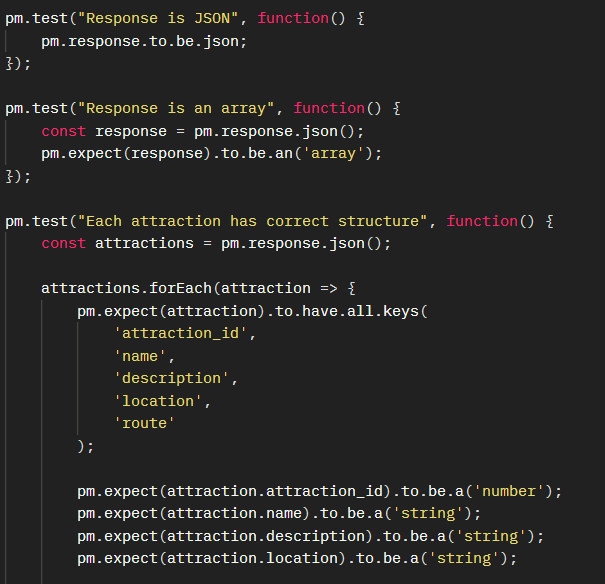 pm.test("Response is JSON", function() {
    pm.response.to.be.json;
});

pm.test("Response is an array", function() {
    const response = pm.response.json();
    pm.expect(response).to.be.an('array');
});

pm.test("Each attraction has correct structure", function() {
    const attractions = pm.response.json();

    attractions.forEach(attraction => {
        pm.expect(attraction).to.have.all.keys(
            'attraction_id',
            'name',
            'description',
            'location',
            'route'
        );

        pm.expect(attraction.attraction_id).to.be.a('number');
        pm.expect(attraction.name).to.be.a('string');
        pm.expect(attraction.description).to.be.a('string');
        pm.expect(attraction.location).to.be.a('string');